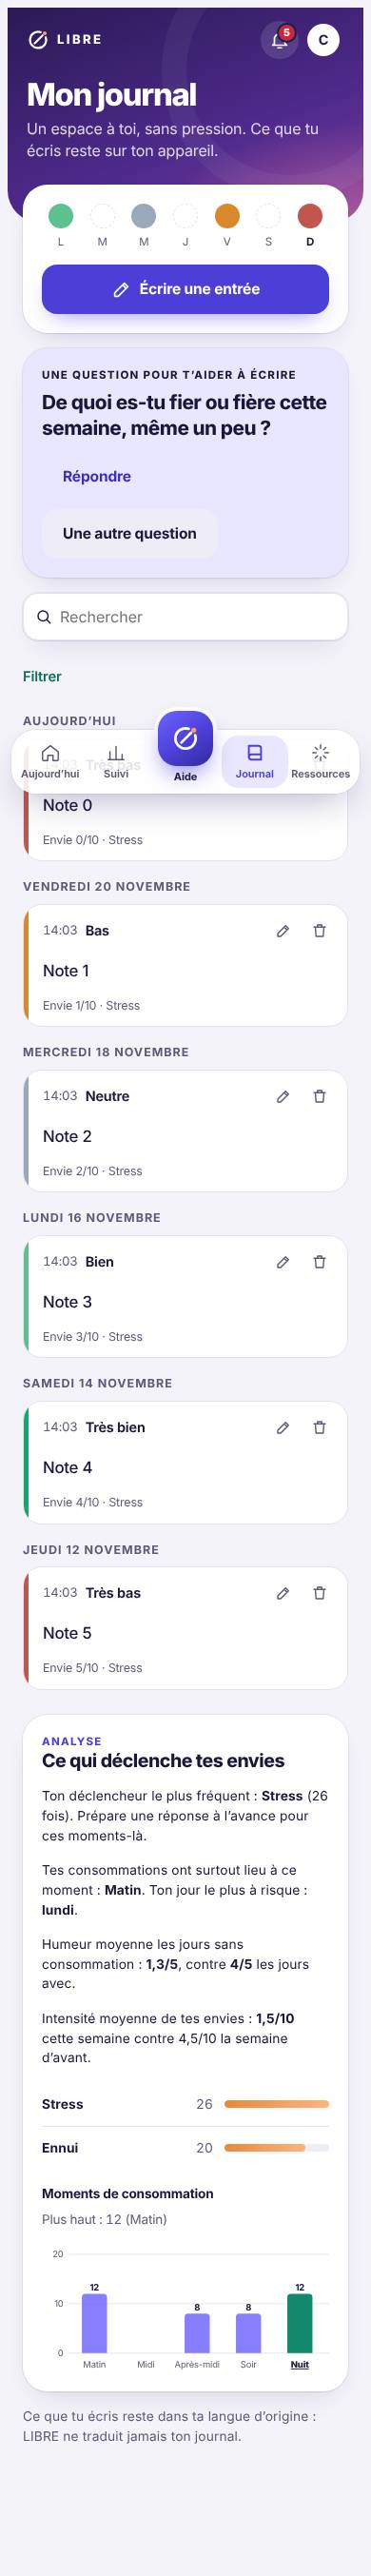 LIBRE
5
C
Mon journal
Un espace à toi, sans pression. Ce que tu
écris reste sur ton appareil.
L M M J V S D
Écrire une entrée
UNE QUESTION POUR T’AIDER À ÉCRIRE
De quoi es-tu fier ou fière cette
semaine, même un peu ?
Répondre
Une autre question
Rechercher
Filtrer
AUJOURD’HUI
Très bas
Aujourd’hui Suivi Aide Journal Ressources
Note 0
Envie 0/10 · Stress
VENDREDI 20 NOVEMBRE
14:03 Bas
Note 1
Envie 1/10 · Stress
MERCREDI 18 NOVEMBRE
14:03 Neutre
Note 2
Envie 2/10 · Stress
LUNDI 16 NOVEMBRE
14:03 Bien
Note 3
Envie 3/10 · Stress
SAMEDI 14 NOVEMBRE
14:03 Très bien
Note 4
Envie 4/10 · Stress
JEUDI 12 NOVEMBRE
14:03 Très bas
Note 5
Envie 5/10 · Stress
ANALYSE
Ce qui déclenche tes envies
Ton déclencheur le plus fréquent : Stress (26
fois). Prépare une réponse à l’avance pour
ces moments-là.
Tes consommations ont surtout lieu à ce
moment : Matin. Ton jour le plus à risque :
lundi.
Humeur moyenne les jours sans
consommation : 1,3/5, contre 4/5 les jours
avec.
Intensité moyenne de tes envies : 1,5/10
cette semaine contre 4,5/10 la semaine
d’avant.
Stress 26
Ennui 20
Moments de consommation
Plus haut : 12 (Matin)
20
10
0
12 8 8 12
Matin Midi Après-midi Soir Nuit
Ce que tu écris reste dans ta langue d’origine :
LIBRE ne traduit jamais ton journal.